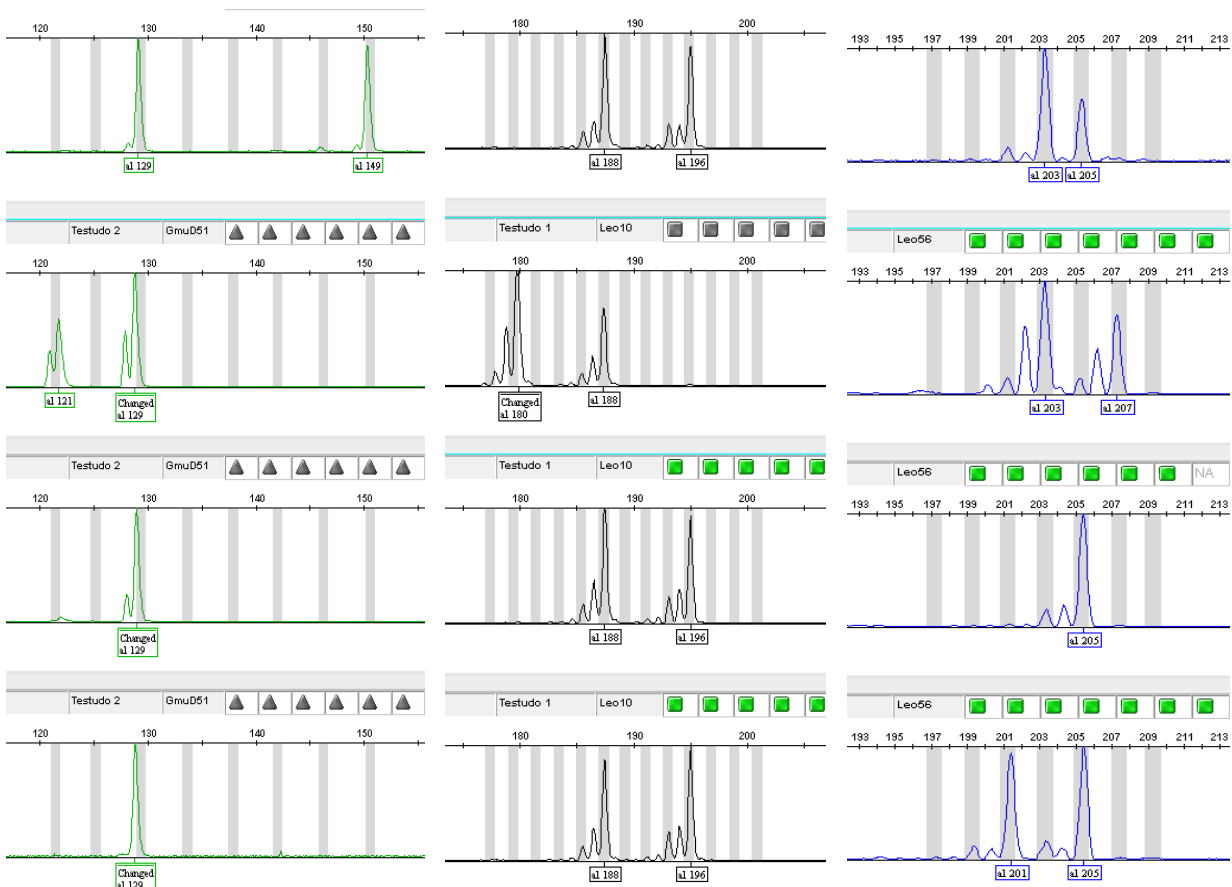 120 130 140 150
180 190 200
193 195 197 199 201 203 205 207 209 211 213
al 129 al 149
al 188 al 196
al 203 al 205
Testudo 2 GmuD51
Testudo 1 Leo10
Leo56
120 130 140 150
180 190 200
193 195 197 199 201 203 205 207 209 211 213
al 121 Changed
al 129
Changed
al 180 al 188
al 203 al 207
Testudo 2 GmuD51
Testudo 1 Leo10
Leo56 NA
120 130 140 150
180 190 200
193 195 197 199 201 203 205 207 209 211 213
Changed
al 129
al 188 al 196
al 205
Testudo 2 GmuD51
Testudo 1 Leo10
Leo56
120 130 140 150
180 190 200
193 195 197 199 201 203 205 207 209 211 213
Changed
al 129
al 188 al 196
al 201 al 205